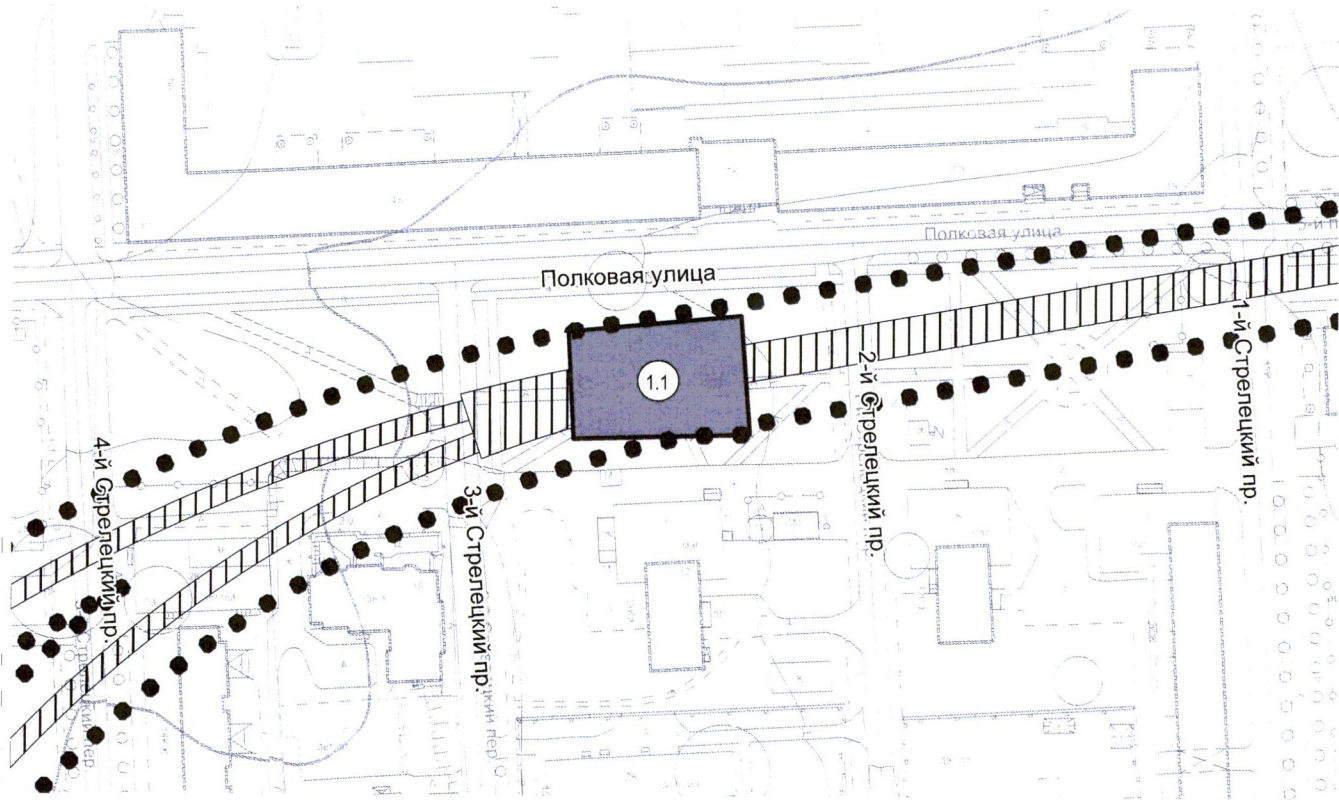 Полковая улица
Полковая улица
1.1
1-й Стрелецкий пр.
2-й Стрелецкий пр.
3-й Стрелецкий пр.
4-й Стрелецкий пр.